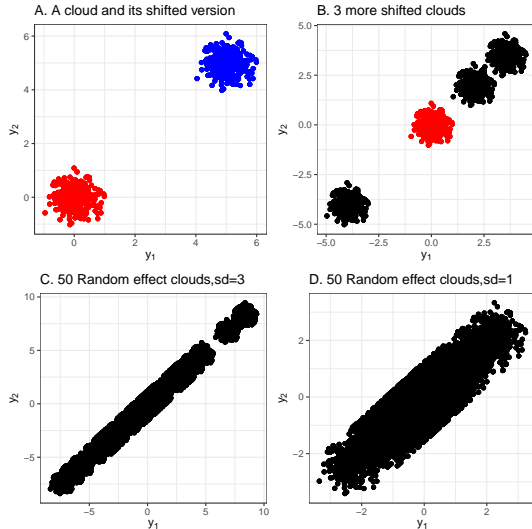 A. A cloud and its shifted version
B. 3 more shifted clouds
6
4
2
0
y2
0
2
4
6
y1
5.0
2.5
0.0
−2.5
−5.0
y2
−5.0
−2.5
0.0
2.5
y1
C. 50 Random effect clouds,sd=3
D. 50 Random effect clouds,sd=1
10
5
0
−5
y2
−5
0
5
10
y1
2
0
−2
y2
−2
0
2
y1